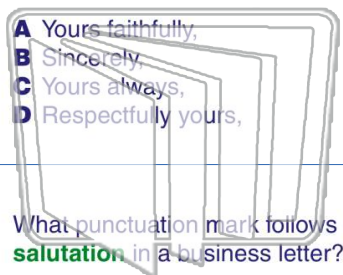 A Yours faithfully,
B Sincerely,
C Yours always,
D Respectfully yours,
What punctuation mark follows
salutation in a business letter?